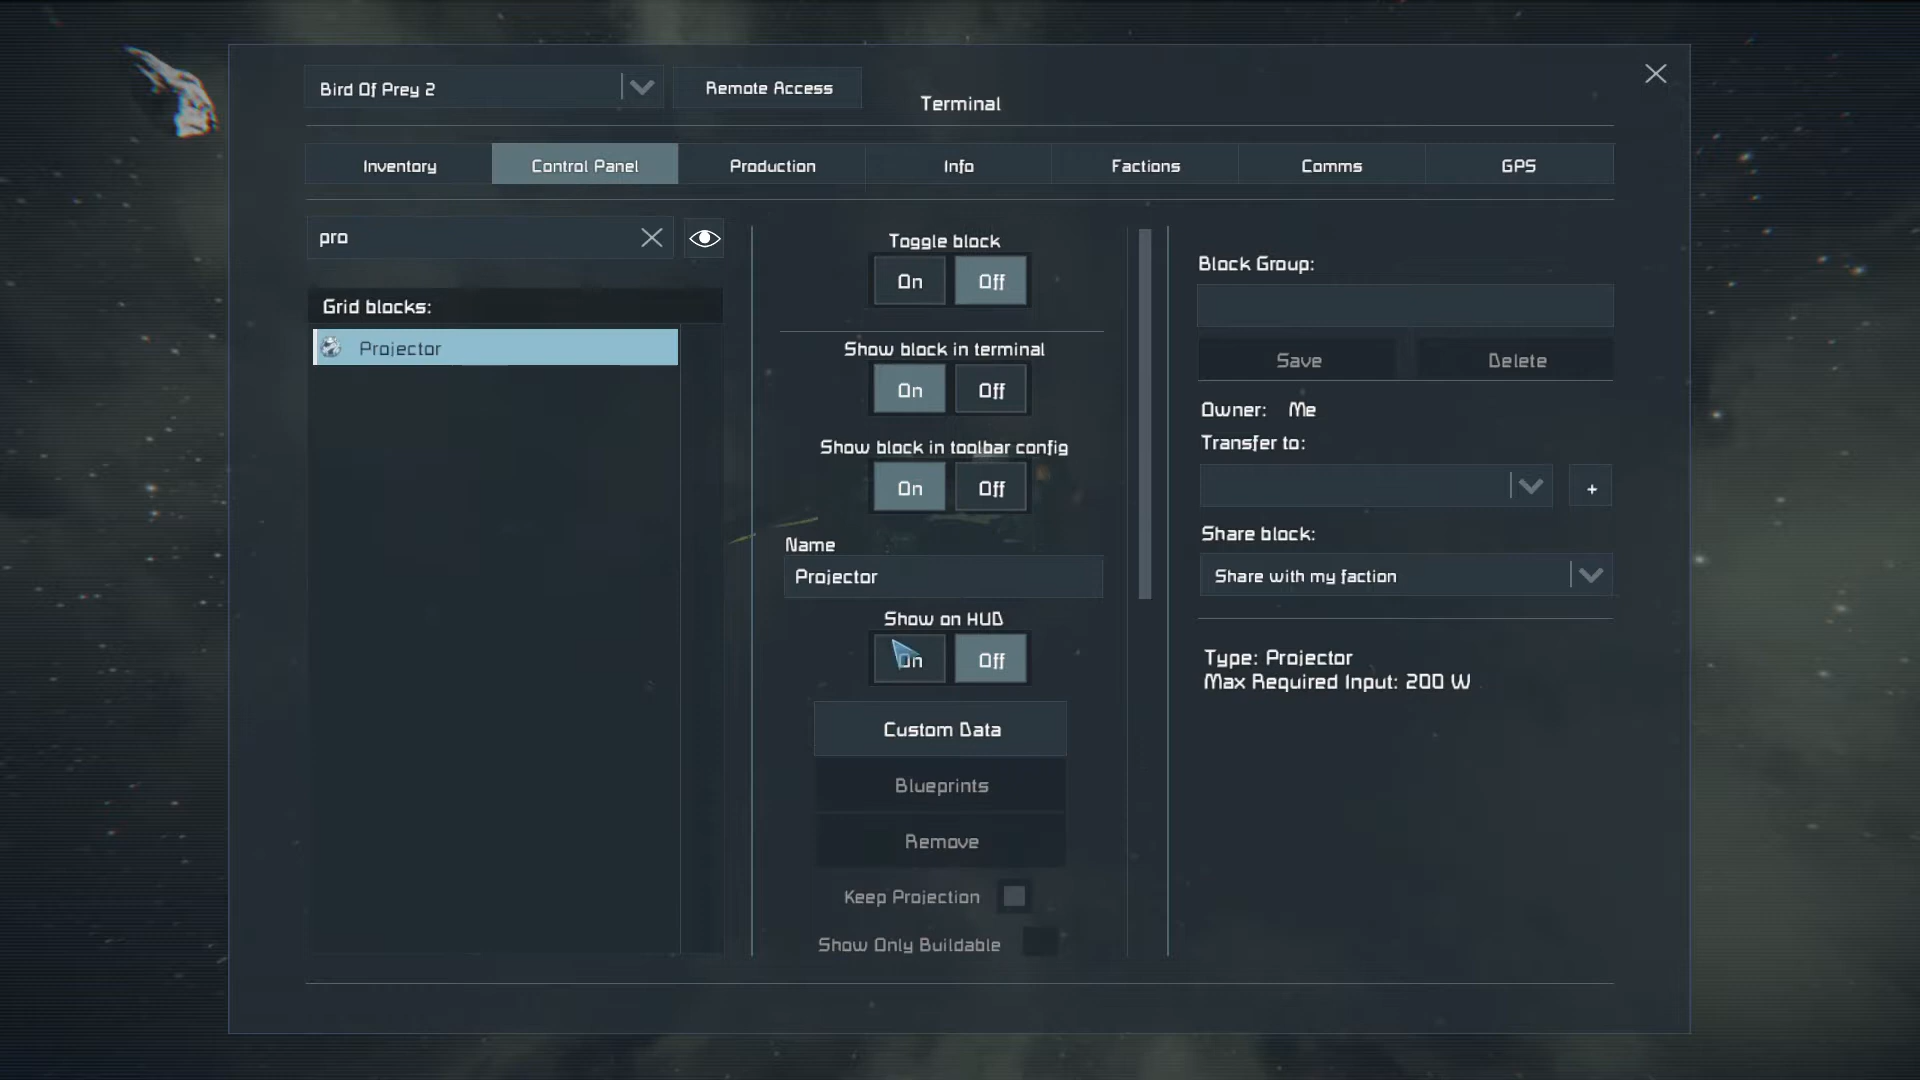 Bird Of Prey 2
Remote Access
Terminal
Inventory
Control Panel
Production
Info
Factions
Comms
GPS
pro
Grid blocks:
Projector
Toggle block
On Off
Show block in terminal
On Off
Show block in toolbar config
On Off
Name
Projector
Show on HUD
On Off
Custom Data
Blueprints
Remove
Keep Projection
Show Only Buildable
Block Group:
Save
Delete
Owner: Me
Transfer to:
+
Share block:
Share with my faction
Type: Projector
Max Required Input: 200 W